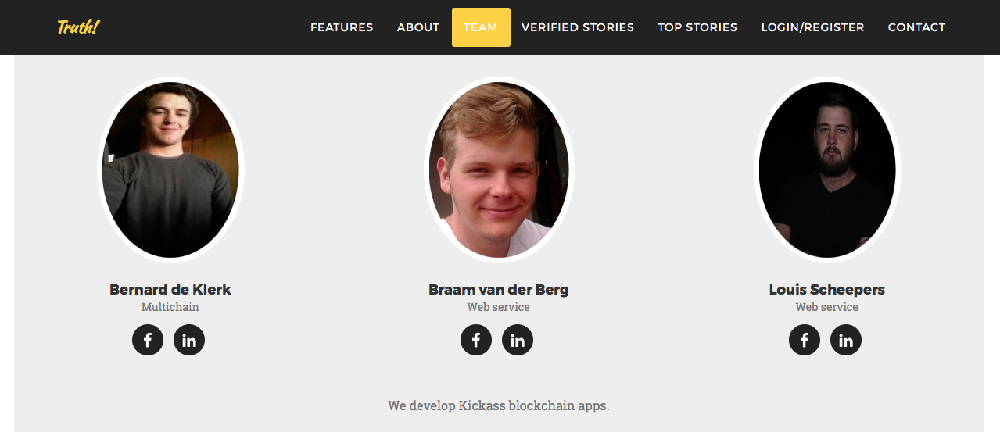 Truth! FEATURES ABOUT TEAM VERIFIED STORIES TOP STORIES LOGIN/REGISTER CONTACT
Bernard de Klerk
Multichain
Braam van der Berg
Web service
Louis Scheepers
Web service
We develop Kickass blockchain apps.